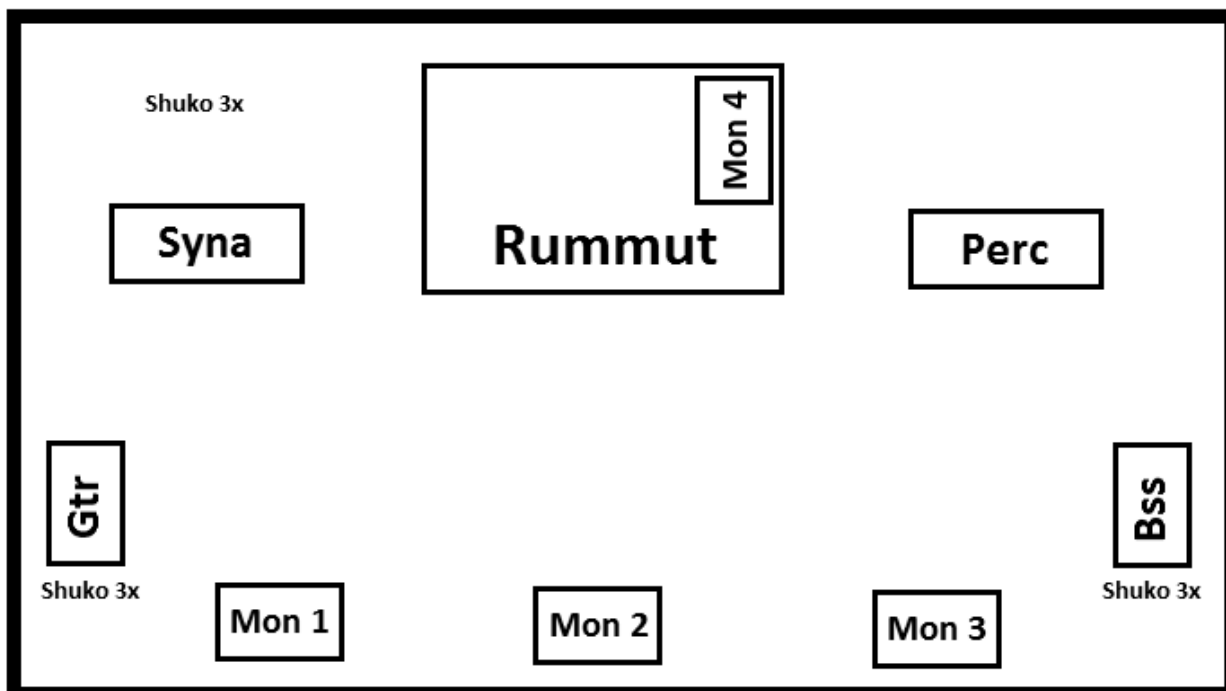 Shuko 3x
Mon 4
Syna
Rummut
Perc
Gtr
Bss
Shuko 3x
Shuko 3x
Mon 1
Mon 2
Mon 3